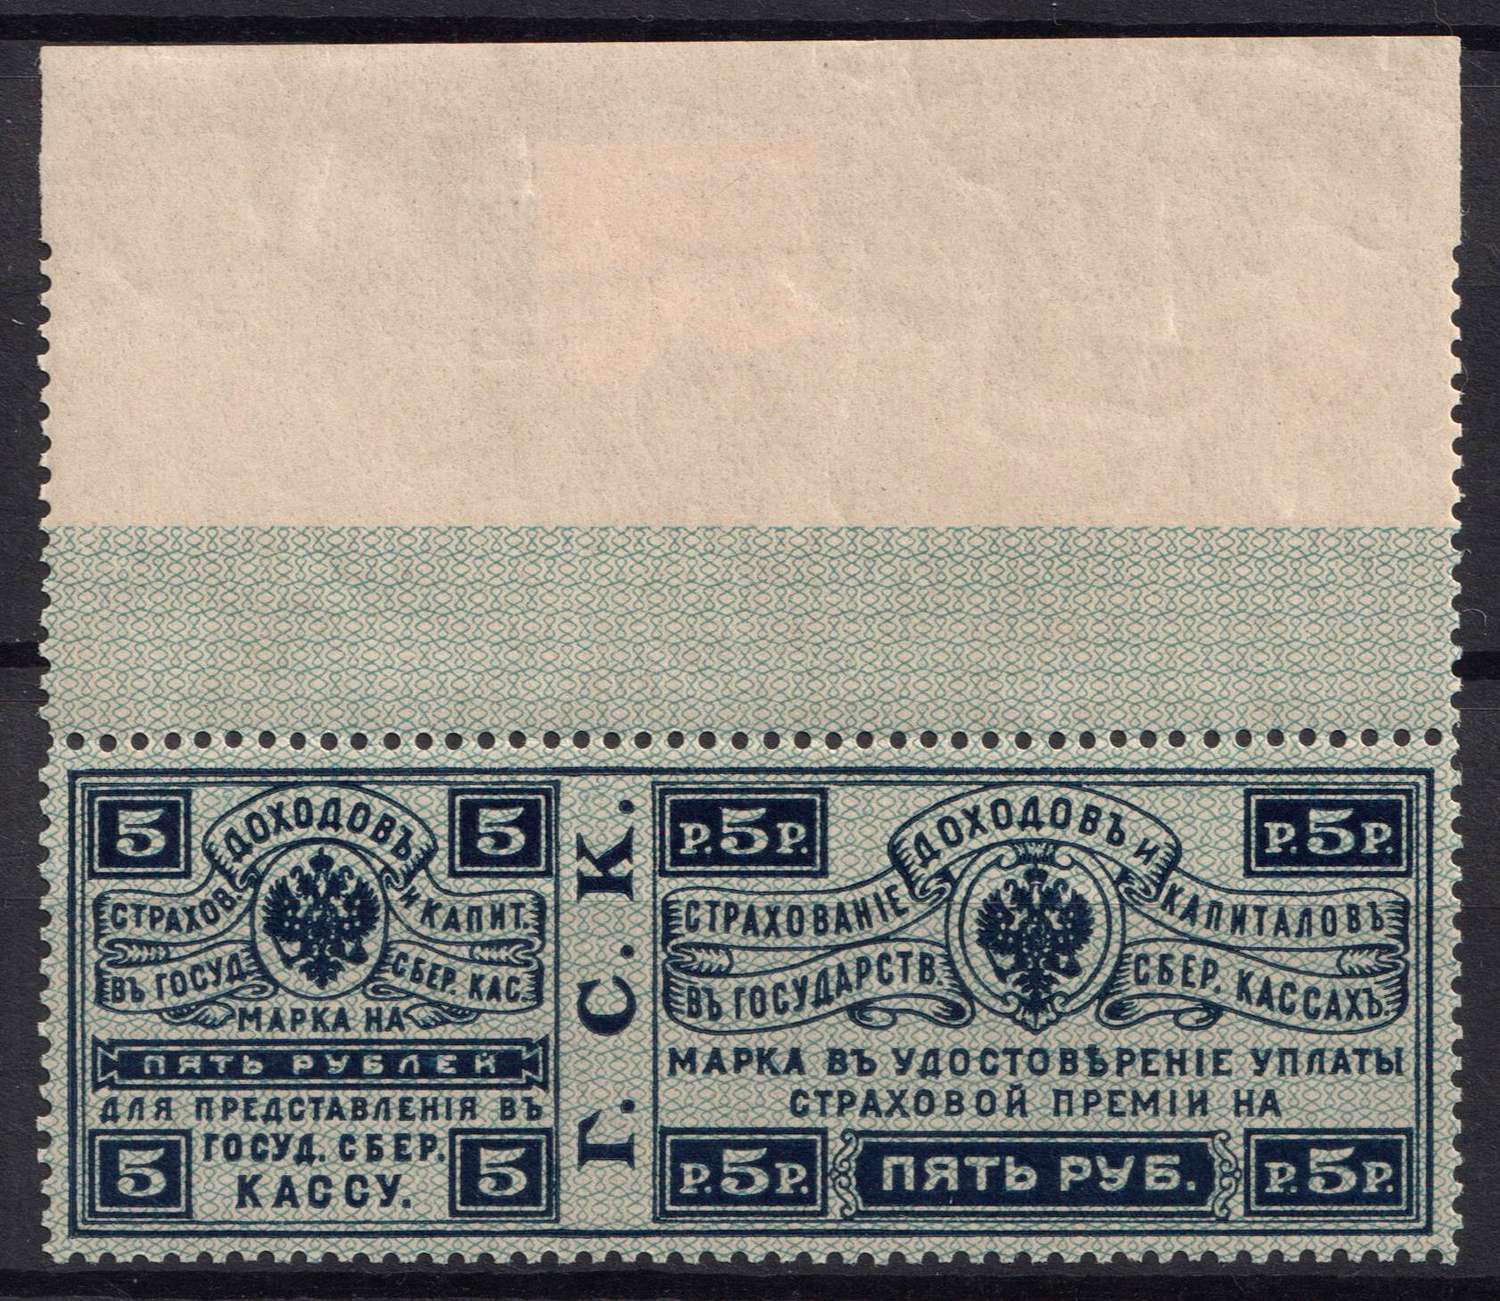 5 5
ДОХОДОВЪ
СТРАХОВ. И КАПИТ.
ВЪ ГОСУД. СБЕР. КАС.
МАРКА НА
ПЯТЬ РУБЛЕЙ
ДЛЯ ПРЕДСТАВЛЕНІЯ ВЪ
ГОСУД. СБЕР.
КАССУ.
5 5
Г. С. К.
Р.5Р. Р.5Р.
ДОХОДОВЪ И
СТРАХОВАНІЕ КАПИТАЛОВЪ
ВЪ ГОСУДАРСТВ. СБЕР. КАССАХЪ.
МАРКА ВЪ УДОСТОВѢРЕНІЕ УПЛАТЫ
СТРАХОВОЙ ПРЕМІИ НА
Р.5Р. ПЯТЬ РУБ. Р.5Р.